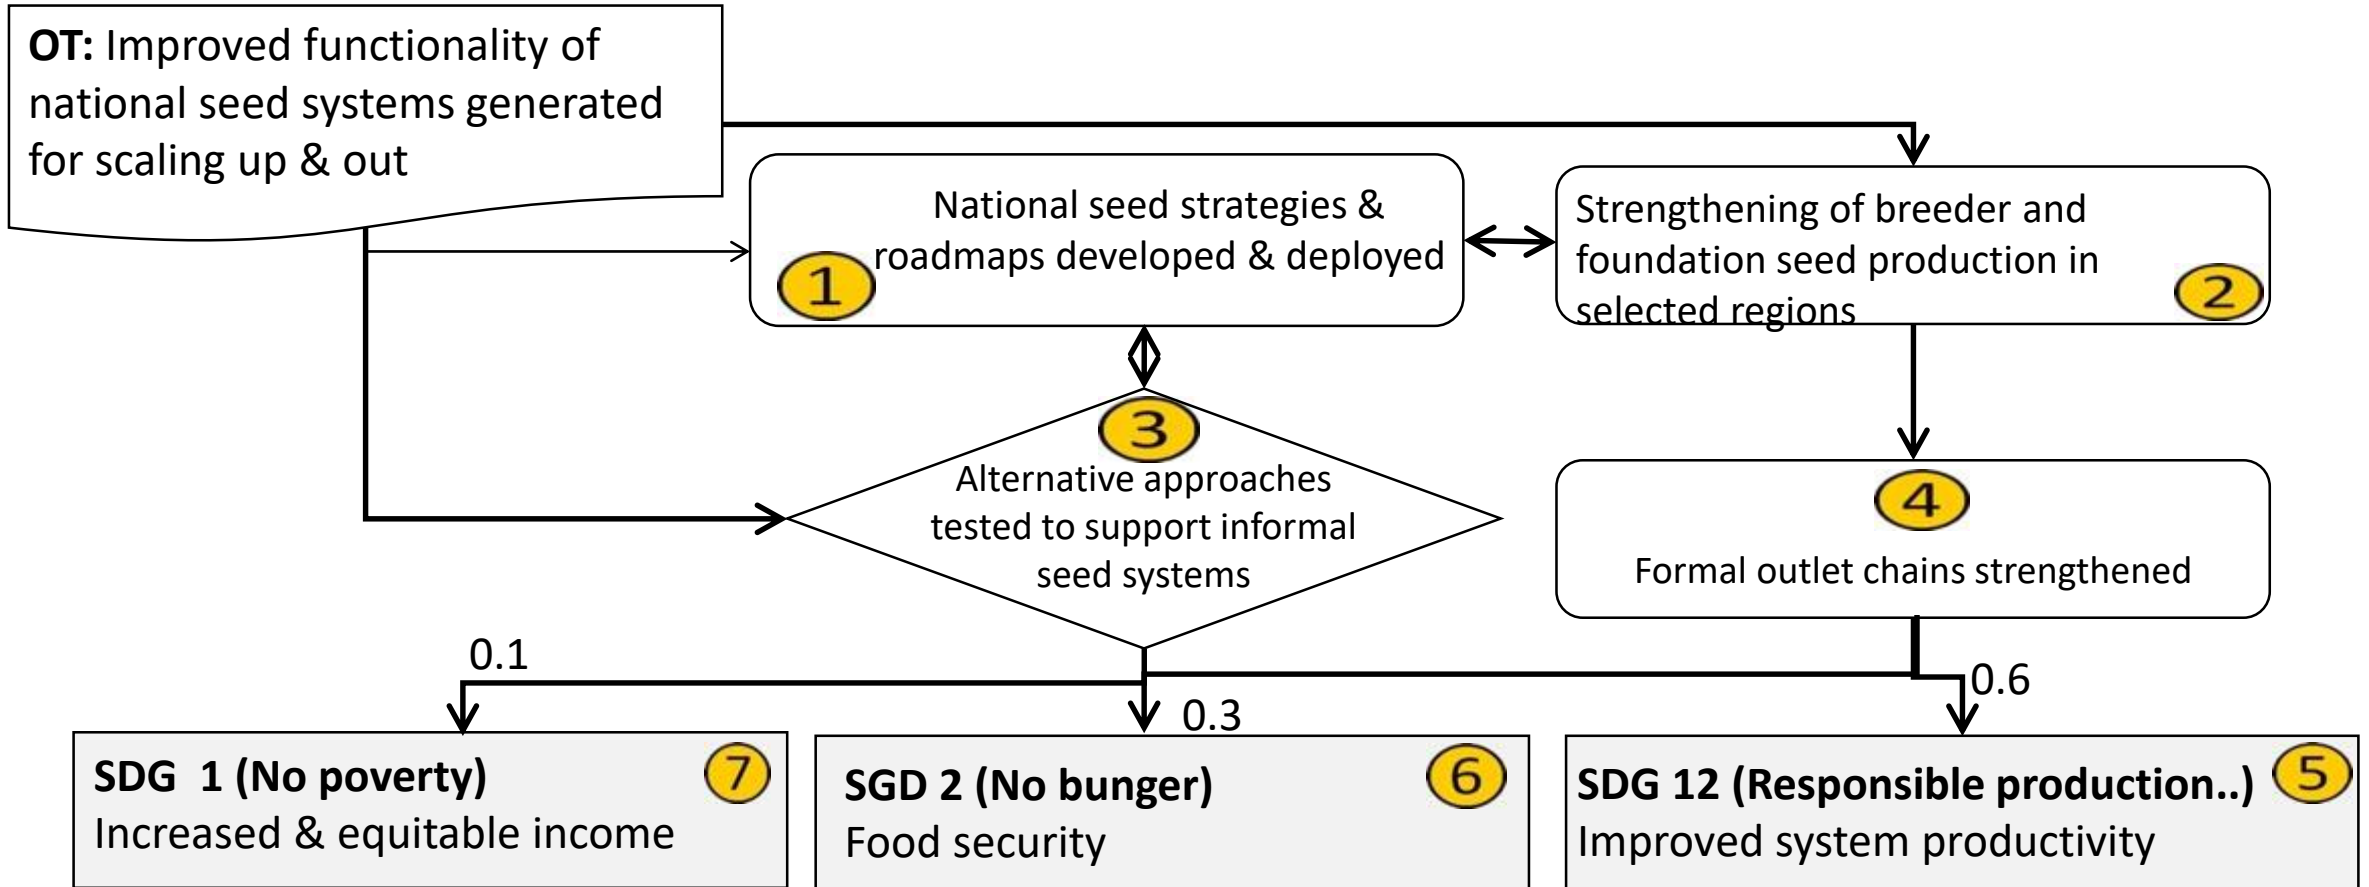 OT: Improved functionality of
national seed systems generated
for scaling up & out
National seed strategies &
roadmaps developed & deployed
1
Strengthening of breeder and
foundation seed production in
selected regions
2
3
Alternative approaches
tested to support informal
seed systems
4
Formal outlet chains strengthened
0.1
0.3
0.6
SDG 1 (No poverty)
7
Increased & equitable income
SGD 2 (No bunger)
6
Food security
SDG 12 (Responsible production..)
5
Improved system productivity